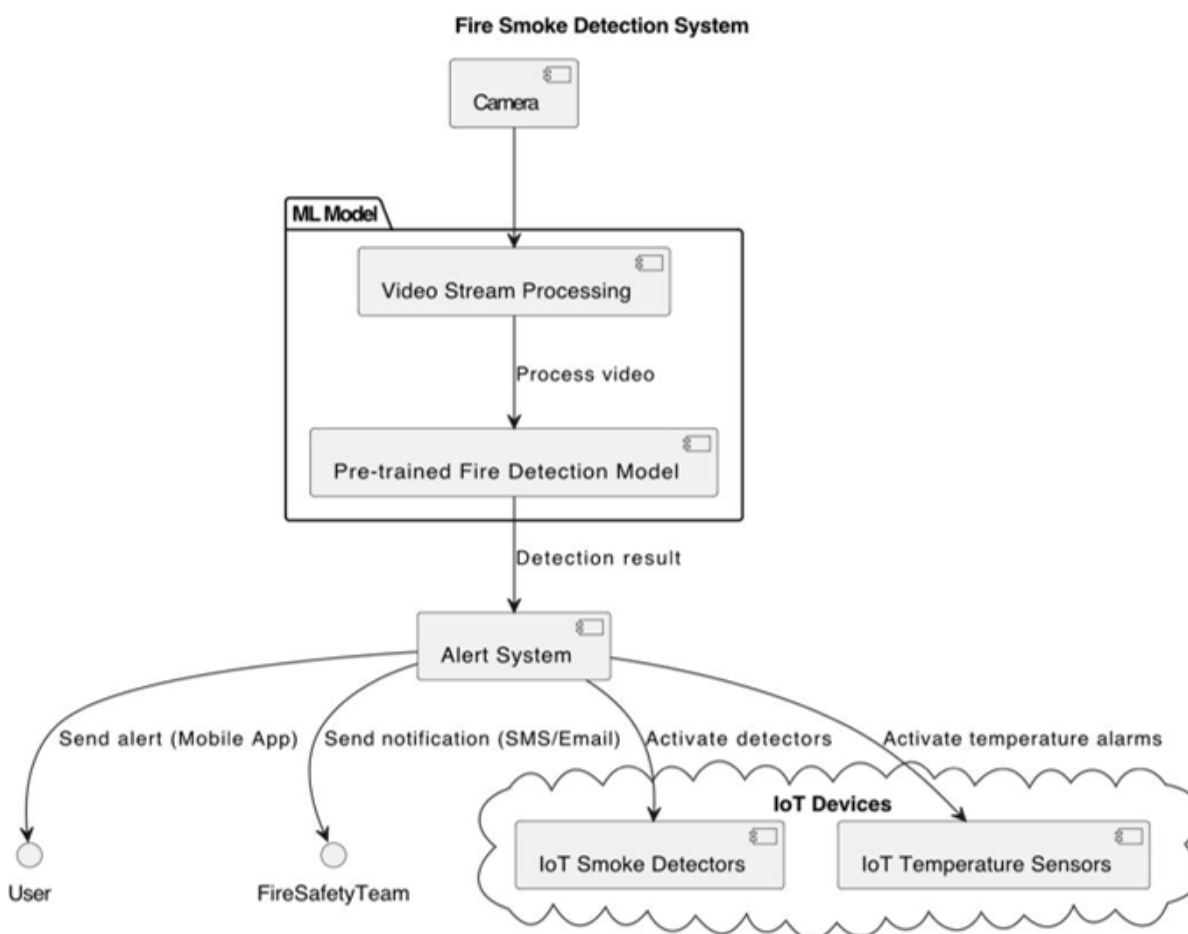 Fire Smoke Detection System
Camera
ML Model
Video Stream Processing
Process video
Pre-trained Fire Detection Model
Detection result
Alert System
Send alert (Mobile App)
Send notification (SMS/Email)
Activate detectors
Activate temperature alarms
IoT Devices
IoT Smoke Detectors
IoT Temperature Sensors
User
FireSafetyTeam